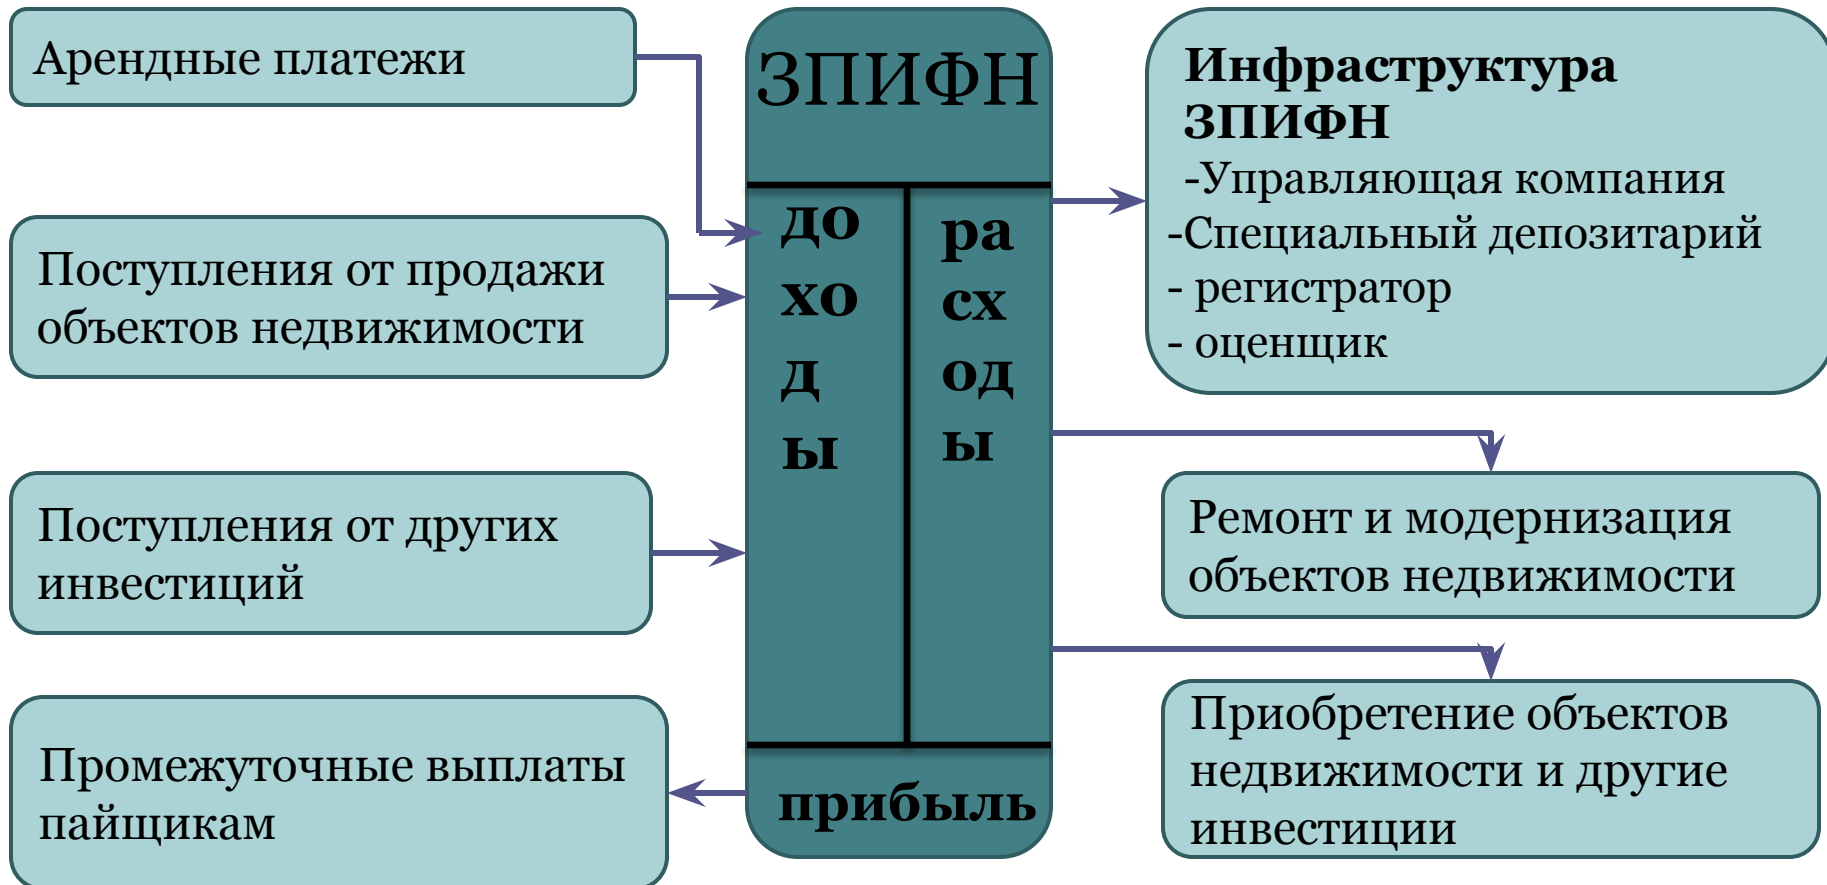 Арендные платежи
Поступления от продажи
объектов недвижимости
Поступления от других
инвестиций
Промежуточные выплаты
пайщикам
ЗПИФН
до
хо
д
ы
ра
сх
од
ы
прибыль
Инфраструктура
ЗПИФН
-Управляющая компания
-Специальный депозитарий
- регистратор
- оценщик
Ремонт и модернизация
объектов недвижимости
Приобретение объектов
недвижимости и другие
инвестиции